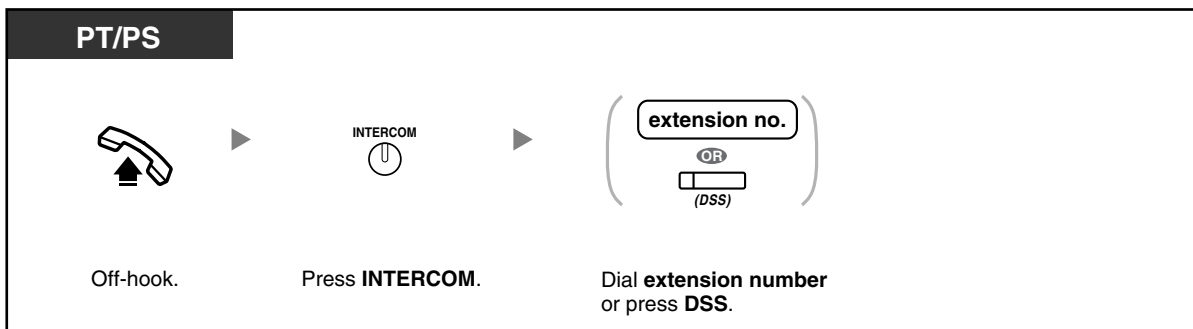 PT/PS
INTERCOM
extension no.
OR
(DSS)
Off-hook.
Press INTERCOM.
Dial extension number
or press DSS.